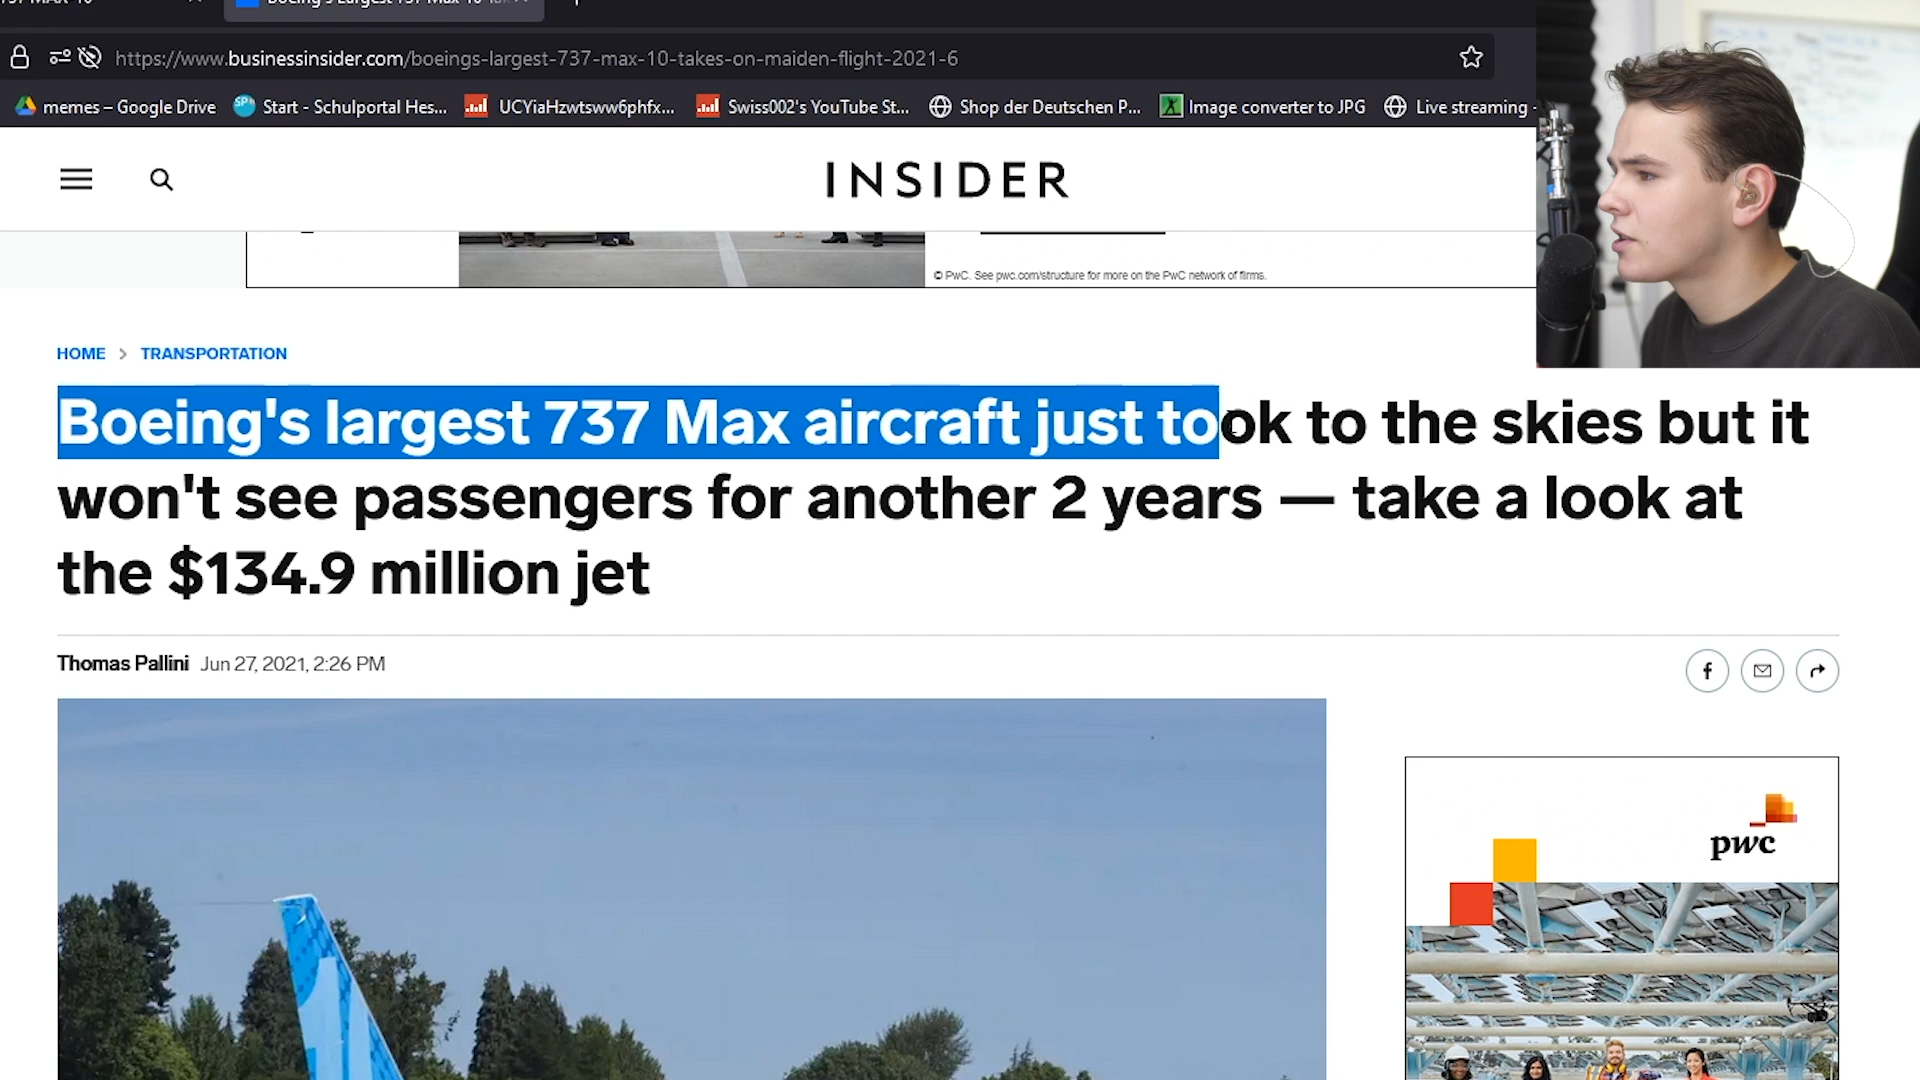 https://www.businessinsider.com/boeings-largest-737-max-10-takes-on-maiden-flight-2021-6
memes – Google Drive
Start - Schulportal Hes...
UCYiaHzwtsww6phfx...
Swiss002's YouTube St...
Shop der Deutschen P...
Image converter to JPG
Live streaming -
INSIDER
© PwC. See pwc.com/structure for more on the PwC network of firms.
HOME > TRANSPORTATION
Boeing's largest 737 Max aircraft just took to the skies but it
won't see passengers for another 2 years — take a look at
the $134.9 million jet
Thomas Pallini Jun 27, 2021, 2:26 PM
pwc